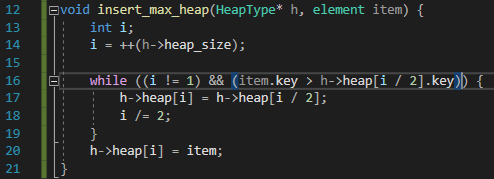 12 void insert_max_heap(HeapType* h, element item) {
13 int i;
14 i = ++(h->heap_size);
15
16 while ((i != 1) && (item.key > h->heap[i / 2].key)) {
17 h->heap[i] = h->heap[i / 2];
18 i /= 2;
19 }
20 h->heap[i] = item;
21 }